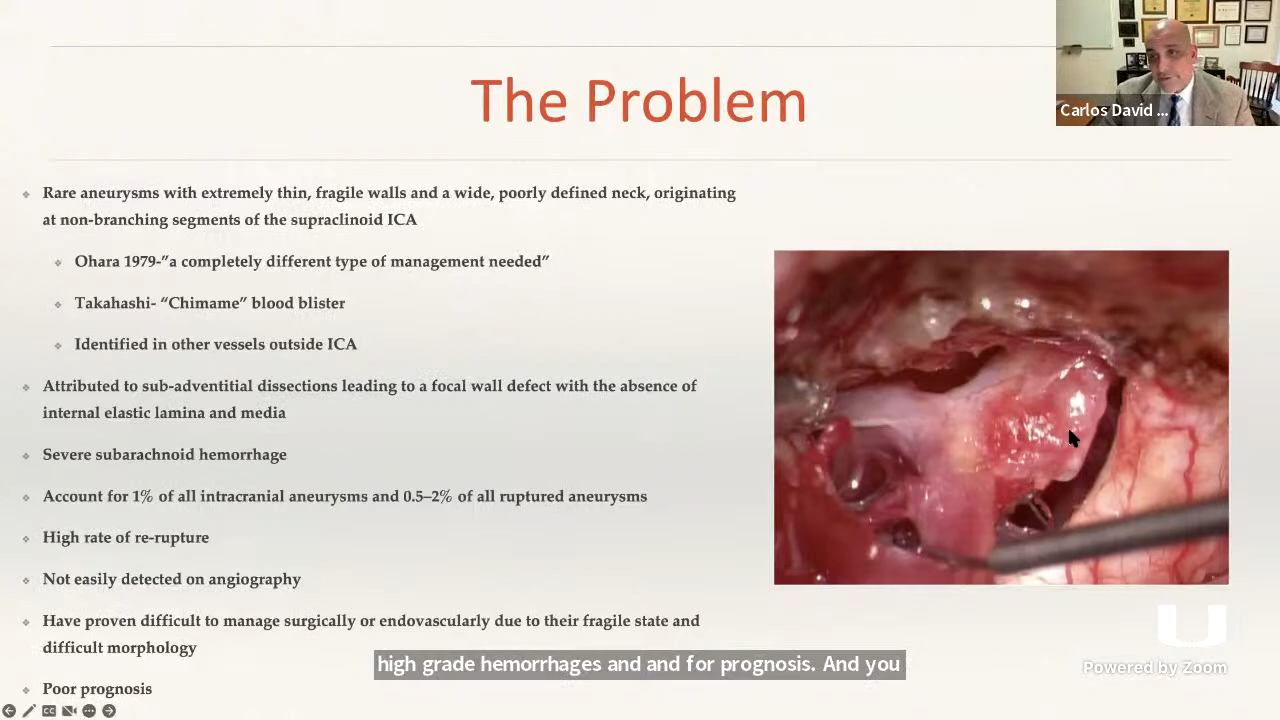 The Problem
Carlos David ...
Rare aneurysms with extremely thin, fragile walls and a wide, poorly defined neck, originating
at non-branching segments of the supraclinoid ICA
Ohara 1979-”a completely different type of management needed”
Takahashi- “Chimame” blood blister
Identified in other vessels outside ICA
Attributed to sub-adventitial dissections leading to a focal wall defect with the absence of
internal elastic lamina and media
Severe subarachnoid hemorrhage
Account for 1% of all intracranial aneurysms and 0.5–2% of all ruptured aneurysms
High rate of re-rupture
Not easily detected on angiography
Have proven difficult to manage surgically or endovascularly due to their fragile state and
difficult morphology
Poor prognosis
high grade hemorrhages and and for prognosis. And you
U
Powered by Zoom
CC